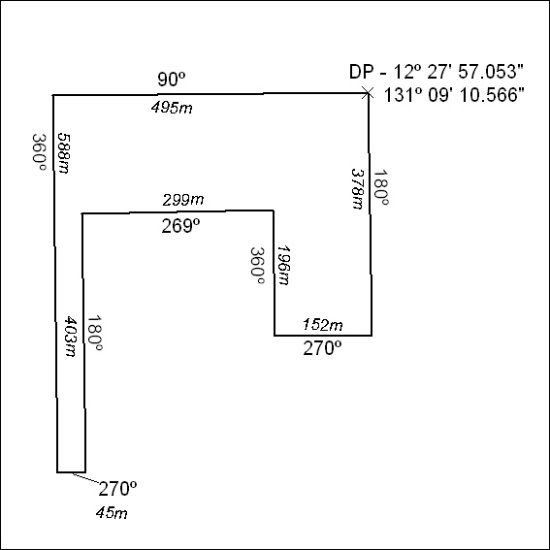 90º
DP - 12º 27' 57.053"
131º 09' 10.566"
495m
360º
588m
378m
180º
299m
269º
360º
196m
403m
180º
152m
270º
270º
45m